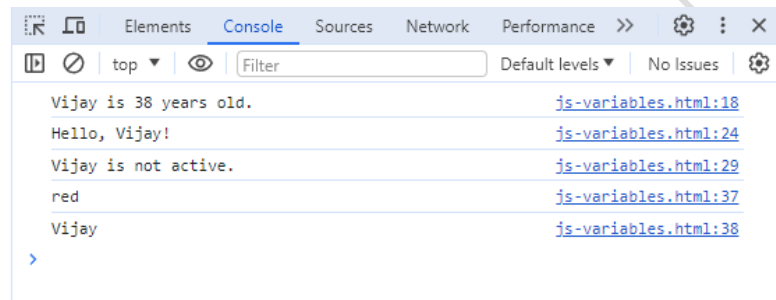 Elements Console Sources Network Performance
top Filter Default levels No Issues
Vijay is 38 years old. js-variables.html:18
Hello, Vijay! js-variables.html:24
Vijay is not active. js-variables.html:29
red js-variables.html:37
Vijay js-variables.html:38